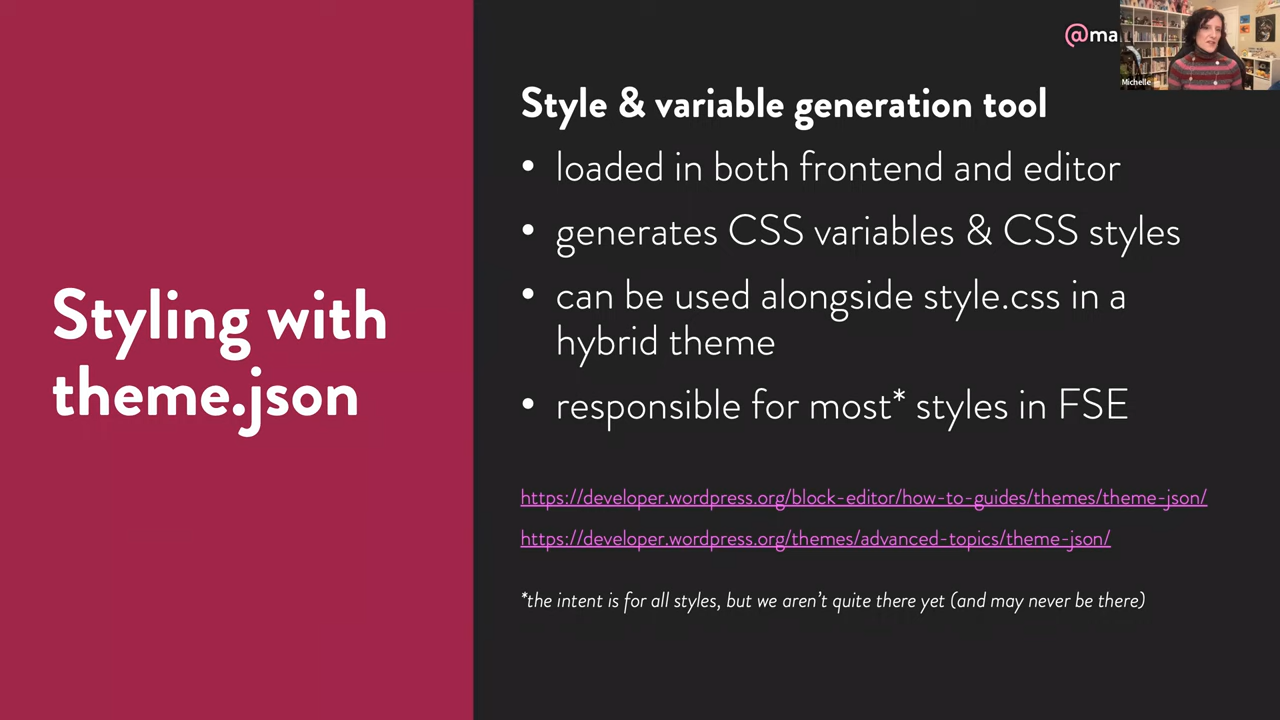 @ma
Michelle
Styling with
theme.json
Style & variable generation tool
• loaded in both frontend and editor
• generates CSS variables & CSS styles
• can be used alongside style.css in a
hybrid theme
• responsible for most* styles in FSE
https://developer.wordpress.org/block-editor/how-to-guides/themes/theme-json/
https://developer.wordpress.org/themes/advanced-topics/theme-json/
*the intent is for all styles, but we aren't quite there yet (and may never be there)